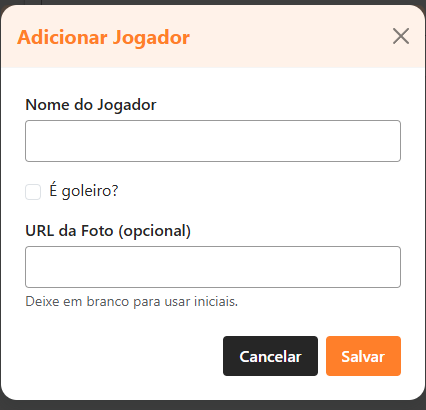 Adicionar Jogador
Nome do Jogador
É goleiro?
URL da Foto (opcional)
Deixe em branco para usar iniciais.
Cancelar
Salvar